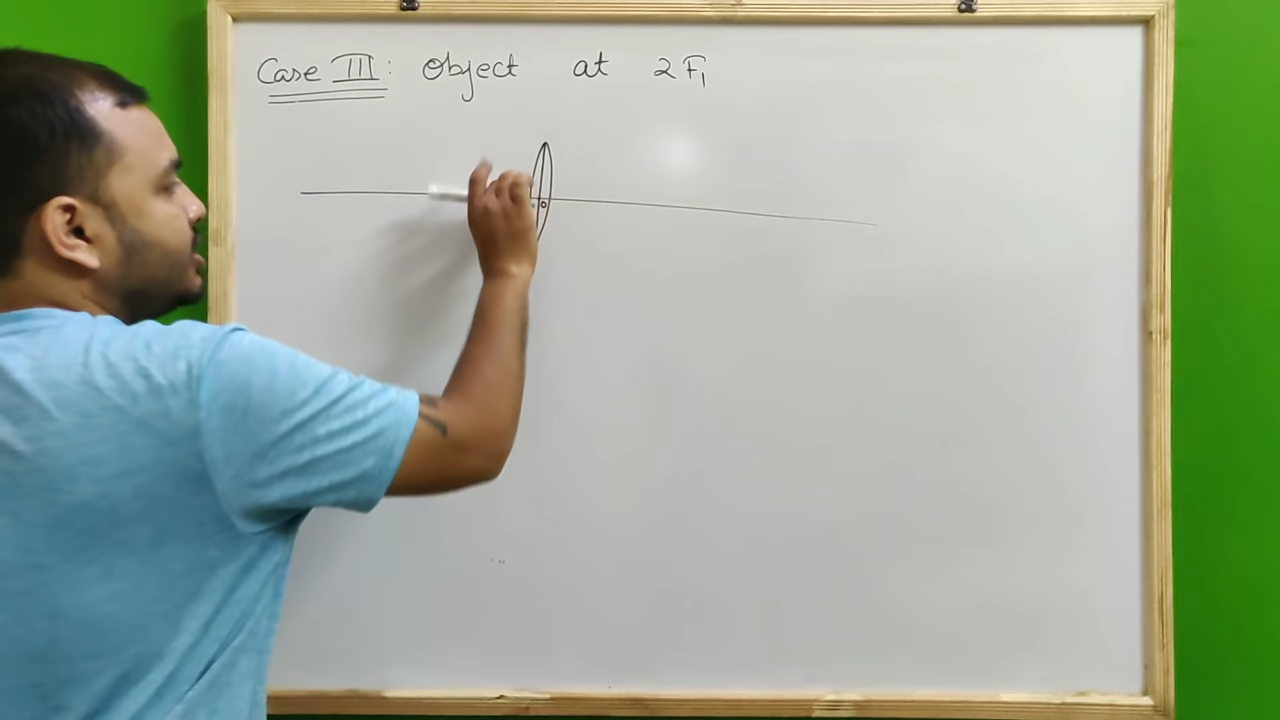 Case III: Object at 2F₁
O